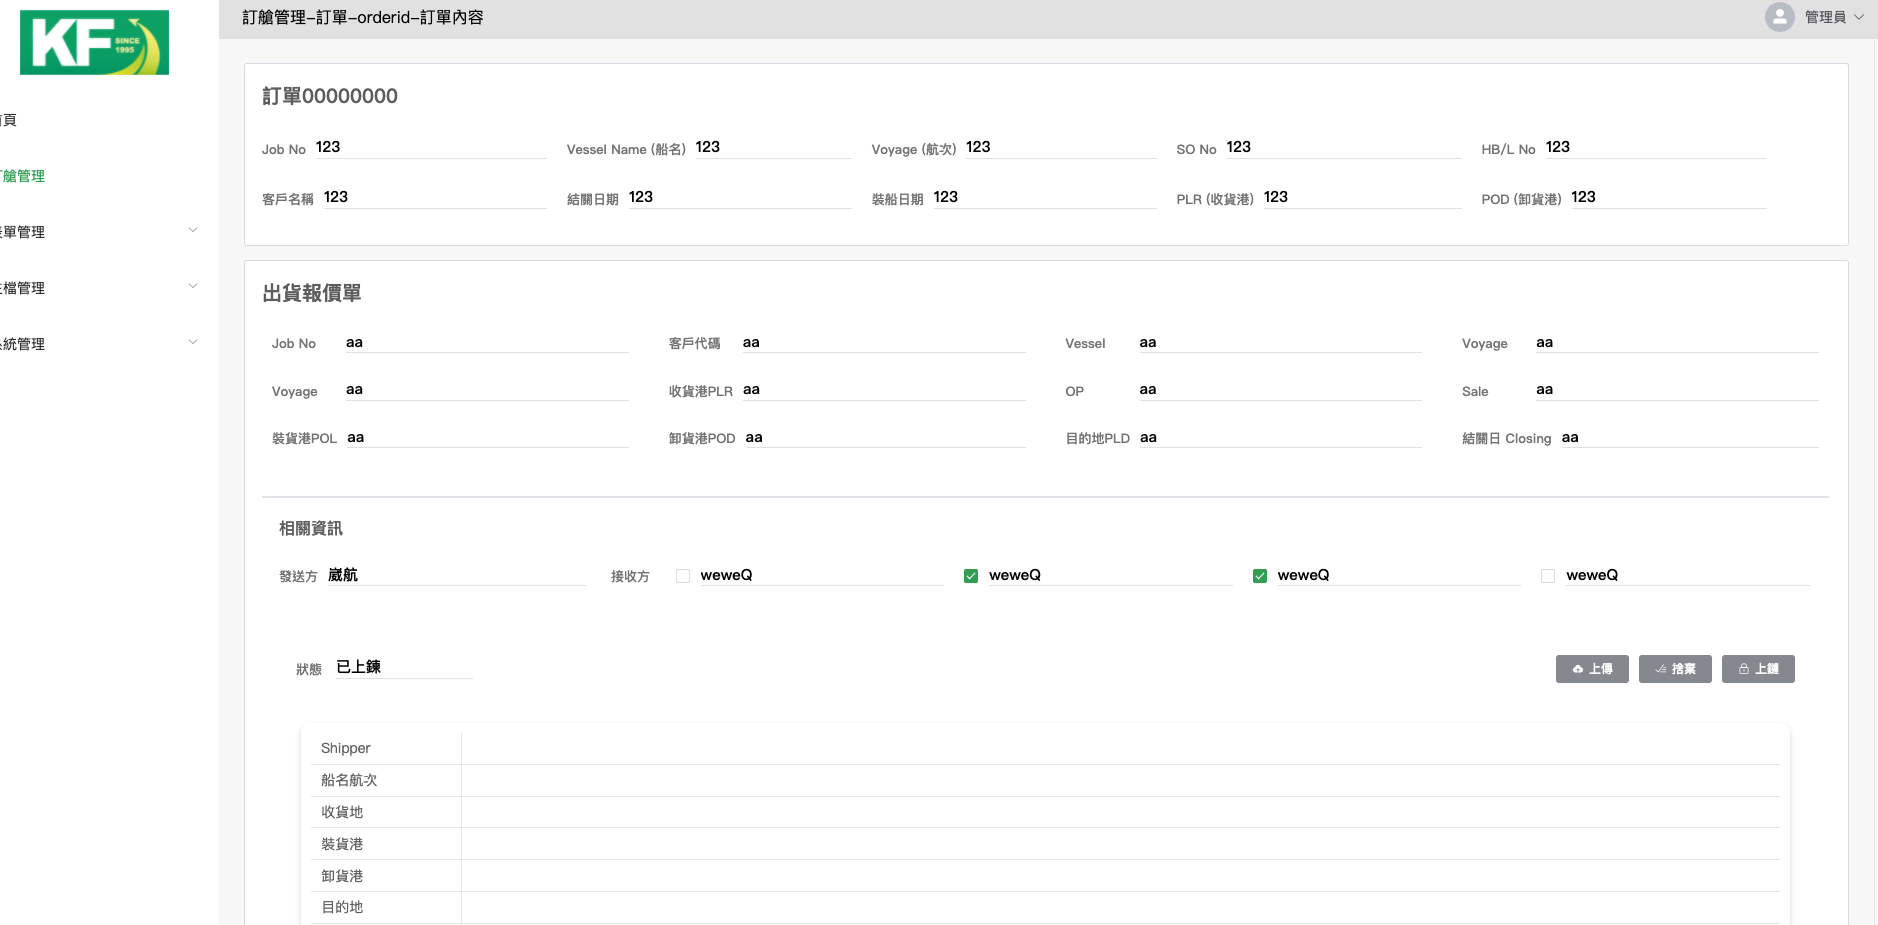 KF SINCE 1995
訂艙管理-訂單-orderid-訂單內容
管理員
頁
艙管理
單管理
檔管理
統管理
訂單00000000
Job No 123 Vessel Name (船名) 123 Voyage (航次) 123 SO No 123 HB/L No 123
客戶名稱 123 結關日期 123 裝船日期 123 PLR (收貨港) 123 POD (卸貨港) 123
出貨報價單
Job No aa 客戶代碼 aa Vessel aa Voyage aa
Voyage aa 收貨港PLR aa OP aa Sale aa
裝貨港POL aa 卸貨港POD aa 目的地PLD aa 結關日 Closing aa
相關資訊
發送方 崴航 接收方 weweQ weweQ weweQ weweQ
狀態 已上鍊 上傳 捨棄 上鏈
Shipper
船名航次
收貨地
裝貨港
卸貨港
目的地